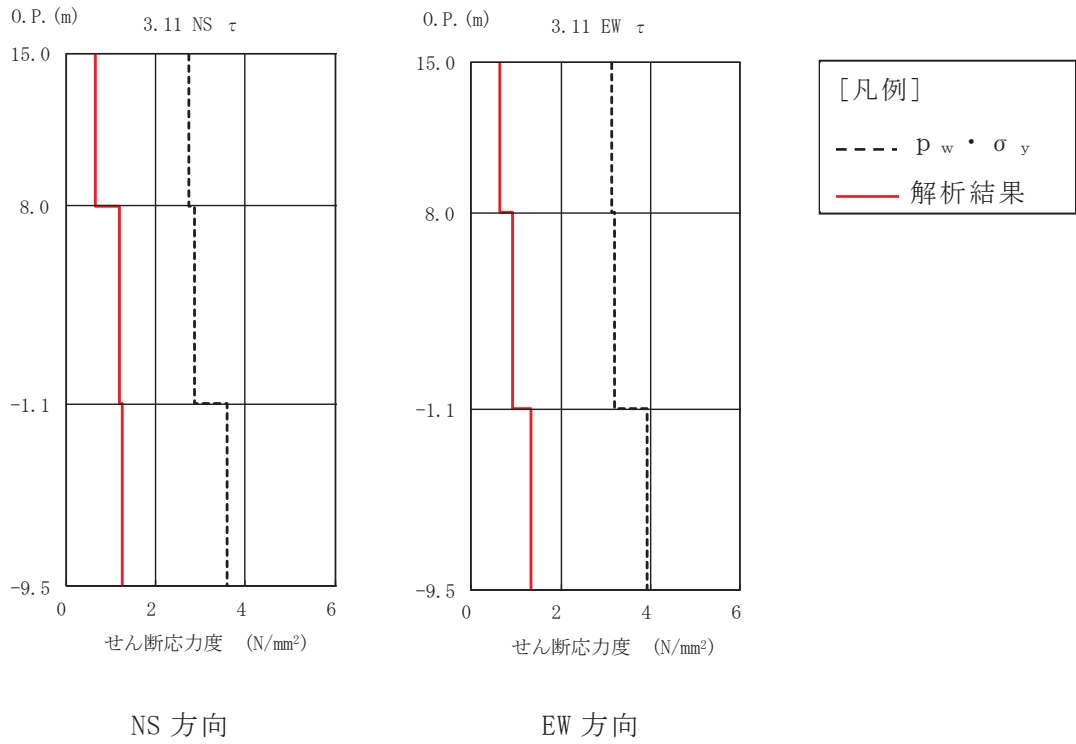 O.P.(m)
3.11 NS τ
15.0
8.0
-1.1
-9.5
0 2 4 6
せん断応力度 (N/mm²)
NS 方向
3.11 EW τ
15.0
8.0
-1.1
-9.5
0 2 4 6
せん断応力度 (N/mm²)
EW 方向
O.P.(m)
[凡例]
p w ・ σ y
解析結果